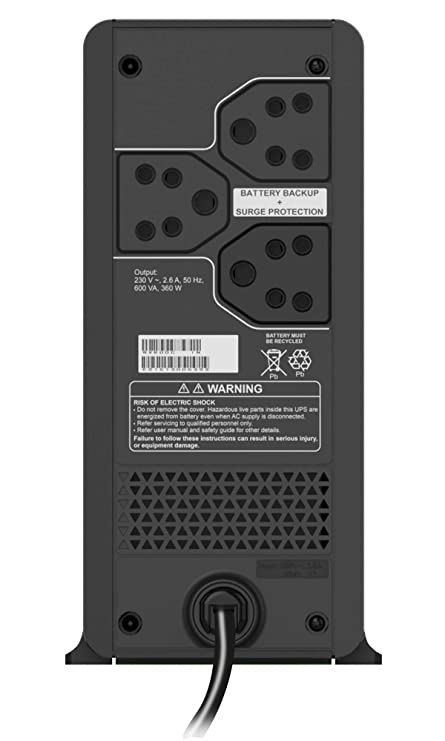 BATTERY BACKUP
+
SURGE PROTECTION
Output:
230 V ~, 2.6 A, 50 Hz,
600 VA, 360 W
BATTERY MUST
BE RECYCLED
Pb
Pb
WARNING
RISK OF ELECTRIC SHOCK
• Do not remove the cover. Hazardous live parts inside this UPS are
energized from battery even when AC supply is disconnected.
• Refer servicing to qualified personnel only.
• Refer user manual and safety guide for other details.
Failure to follow these instructions can result in serious injury,
or equipment damage.